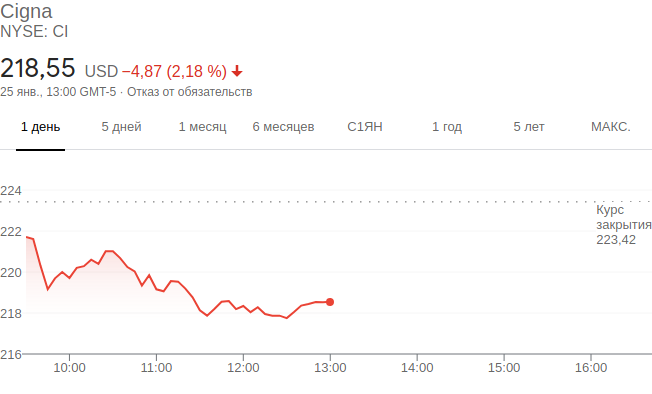 Cigna
NYSE: CI
218,55 USD −4,87 (2,18 %)
25 янв., 13:00 GMT-5 · Отказ от обязательств
1 день 5 дней 1 месяц 6 месяцев С1ЯН 1 год 5 лет МАКС.
224
Курс
закрытия
223,42
222
220
218
216
10:00 11:00 12:00 13:00 14:00 15:00 16:00